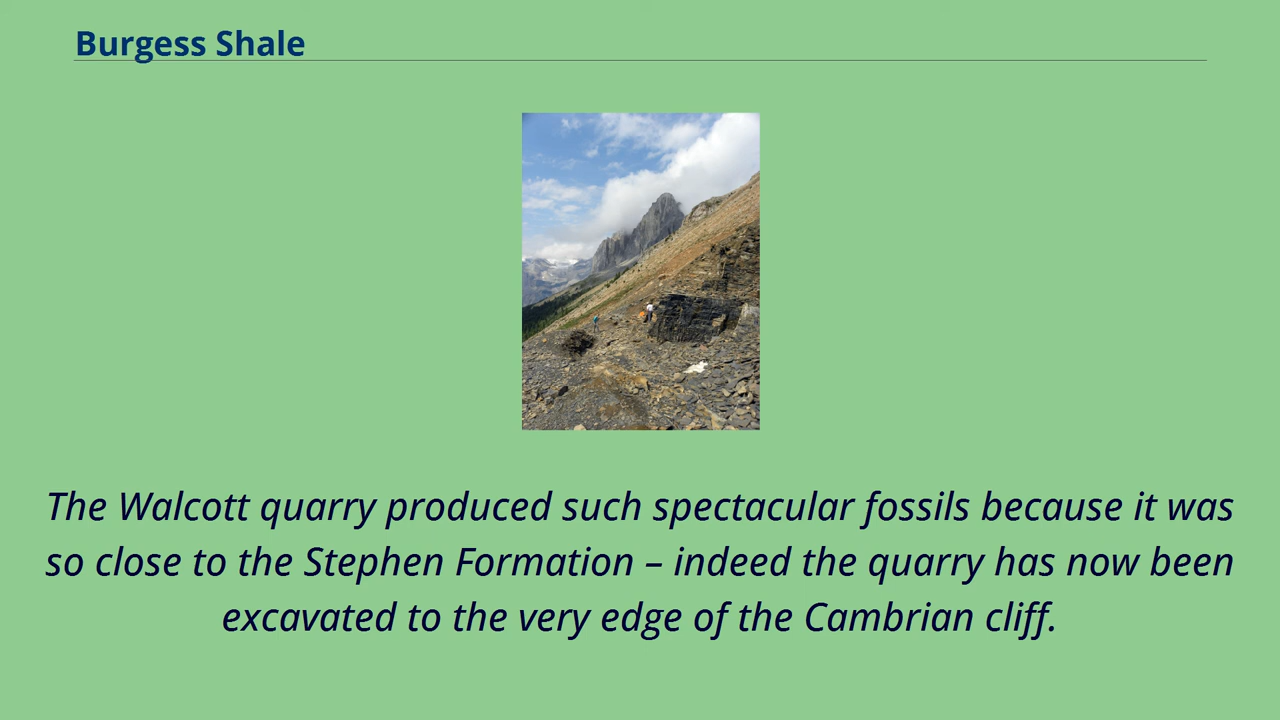 Burgess Shale
The Walcott quarry produced such spectacular fossils because it was
so close to the Stephen Formation – indeed the quarry has now been
excavated to the very edge of the Cambrian cliff.